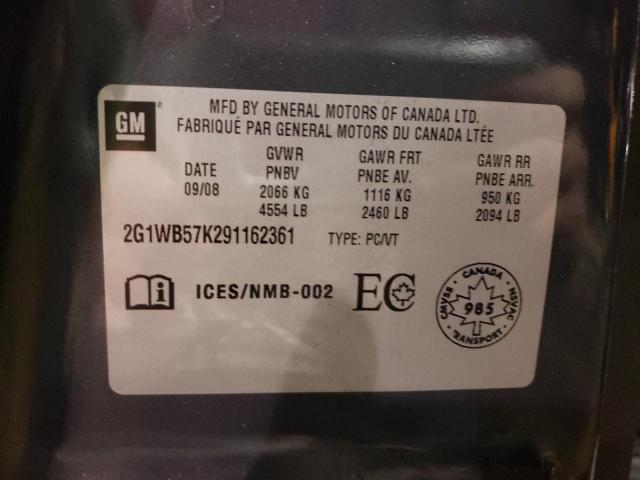 GM
MFD BY GENERAL MOTORS OF CANADA LTD.
FABRIQUÉ PAR GENERAL MOTORS DU CANADA LTÉE
DATE
09/08
GVWR
PNBV
2066 KG
4554 LB
GAWR FRT
PNBE AV.
1116 KG
2460 LB
GAWR RR
PNBE ARR.
950 KG
2094 LB
2G1WB57K291162361 TYPE: PC/VT
i ICES/NMB-002 EC
CANADA
CMVSS
985
NSVAC
TRANSPORT